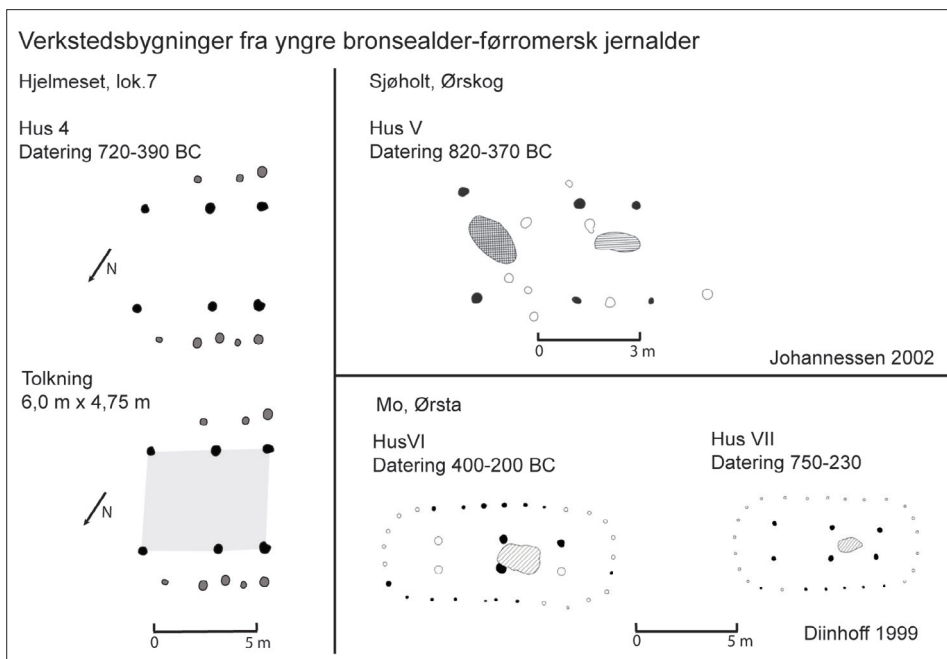 Verkstedsbygninger fra yngre bronsealder-førromersk jernalder
Hjelmeset, lok.7
Hus 4
Datering 720-390 BC
N
Tolkning
6,0 m x 4,75 m
N
0 5 m
Sjøholt, Ørskog
Hus V
Datering 820-370 BC
0 3 m
Johannessen 2002
Mo, Ørsta
HusVI
Datering 400-200 BC
Hus VII
Datering 750-230
0 5 m
Diinhoff 1999